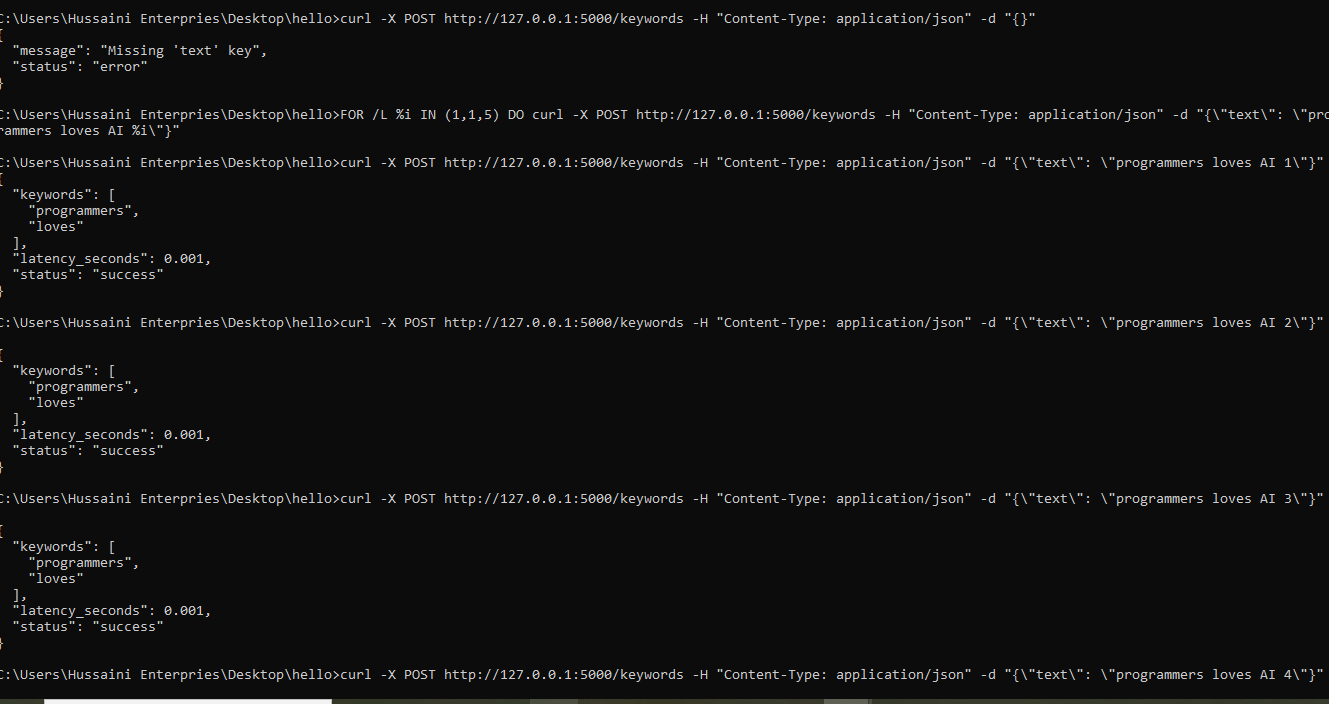 C:\Users\Hussaini Enterpries\Desktop\hello>curl -X POST http://127.0.0.1:5000/keywords -H "Content-Type: application/json" -d "{}"
{
  "message": "Missing 'text' key",
  "status": "error"
}
C:\Users\Hussaini Enterpries\Desktop\hello>FOR /L %i IN (1,1,5) DO curl -X POST http://127.0.0.1:5000/keywords -H "Content-Type: application/json" -d "{\"text\": \"pro
rammers loves AI %i\"}"
C:\Users\Hussaini Enterpries\Desktop\hello>curl -X POST http://127.0.0.1:5000/keywords -H "Content-Type: application/json" -d "{\"text\": \"programmers loves AI 1\"}"
{
  "keywords": [
    "programmers",
    "loves"
  ],
  "latency_seconds": 0.001,
  "status": "success"
}
C:\Users\Hussaini Enterpries\Desktop\hello>curl -X POST http://127.0.0.1:5000/keywords -H "Content-Type: application/json" -d "{\"text\": \"programmers loves AI 2\"}"
{
  "keywords": [
    "programmers",
    "loves"
  ],
  "latency_seconds": 0.001,
  "status": "success"
}
C:\Users\Hussaini Enterpries\Desktop\hello>curl -X POST http://127.0.0.1:5000/keywords -H "Content-Type: application/json" -d "{\"text\": \"programmers loves AI 3\"}"
{
  "keywords": [
    "programmers",
    "loves"
  ],
  "latency_seconds": 0.001,
  "status": "success"
}
C:\Users\Hussaini Enterpries\Desktop\hello>curl -X POST http://127.0.0.1:5000/keywords -H "Content-Type: application/json" -d "{\"text\": \"programmers loves AI 4\"}"